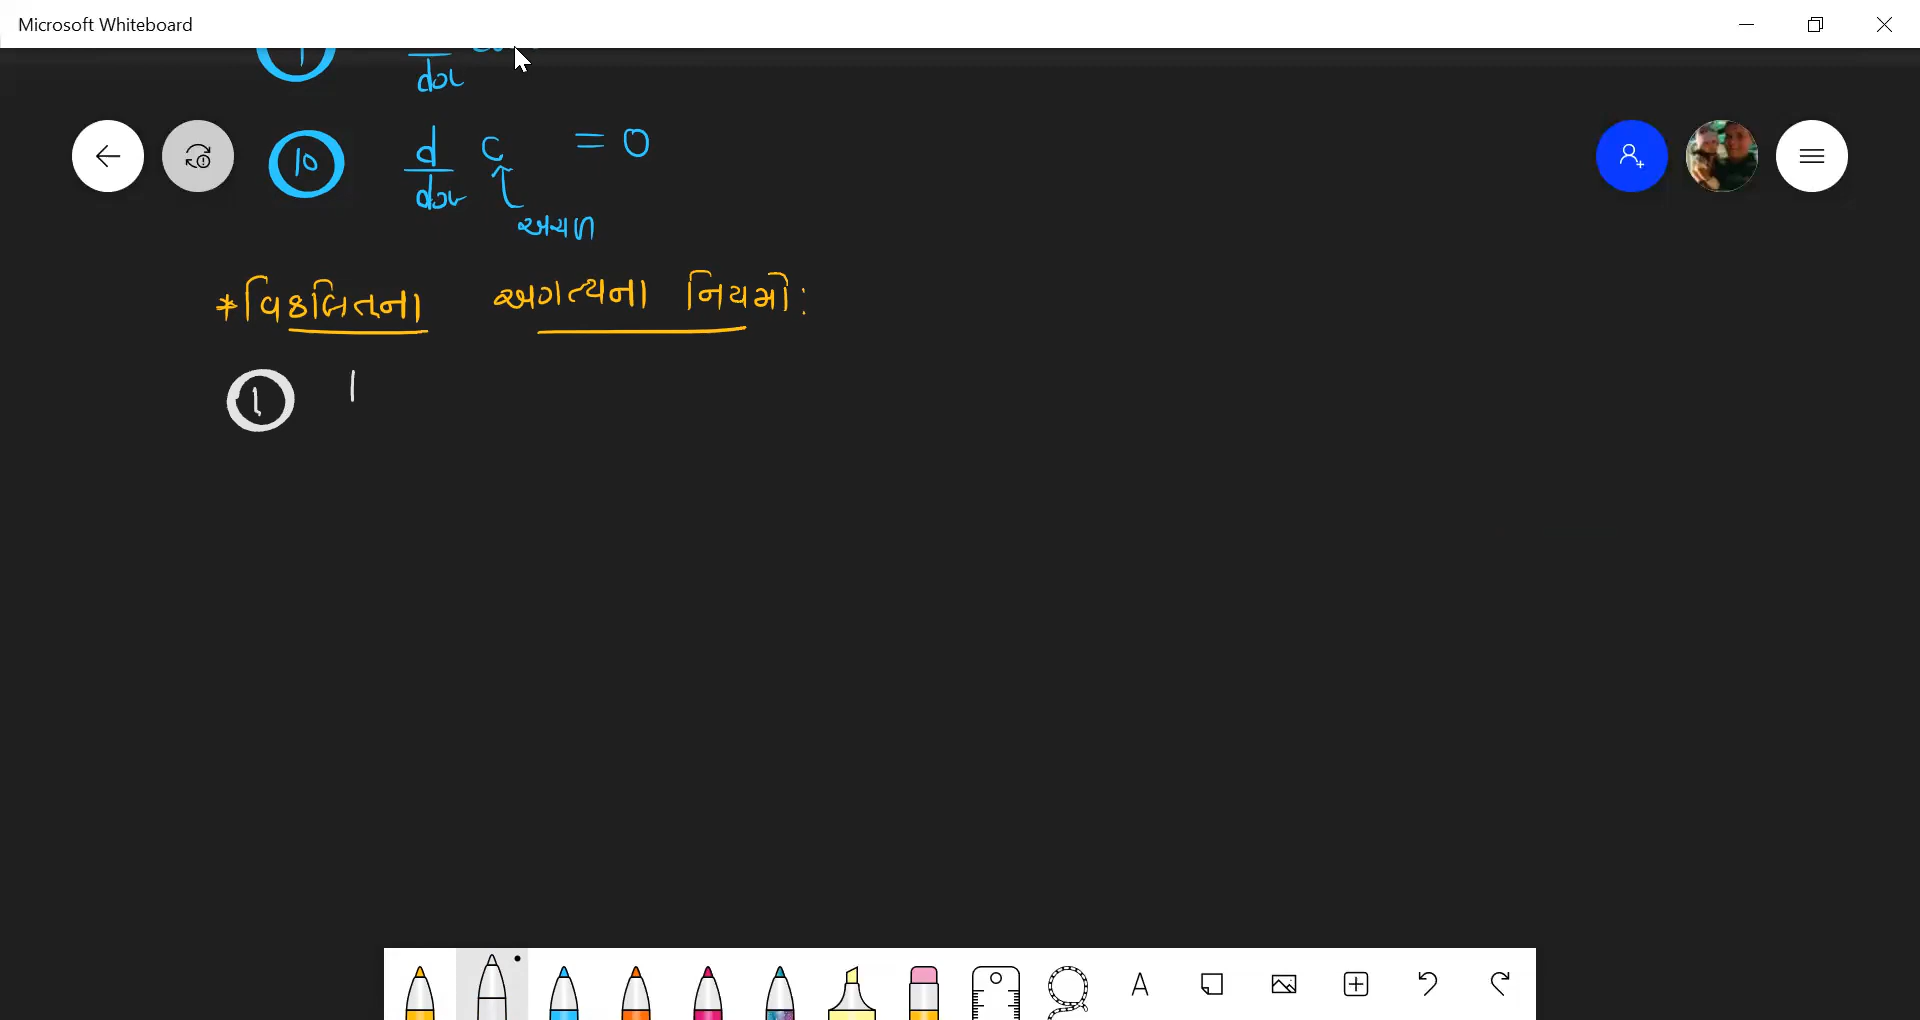 Microsoft Whiteboard
d/dx
10 d/dx c = 0
અચળ
*વિકલિતના અગત્યના નિયમો:
1 |
A